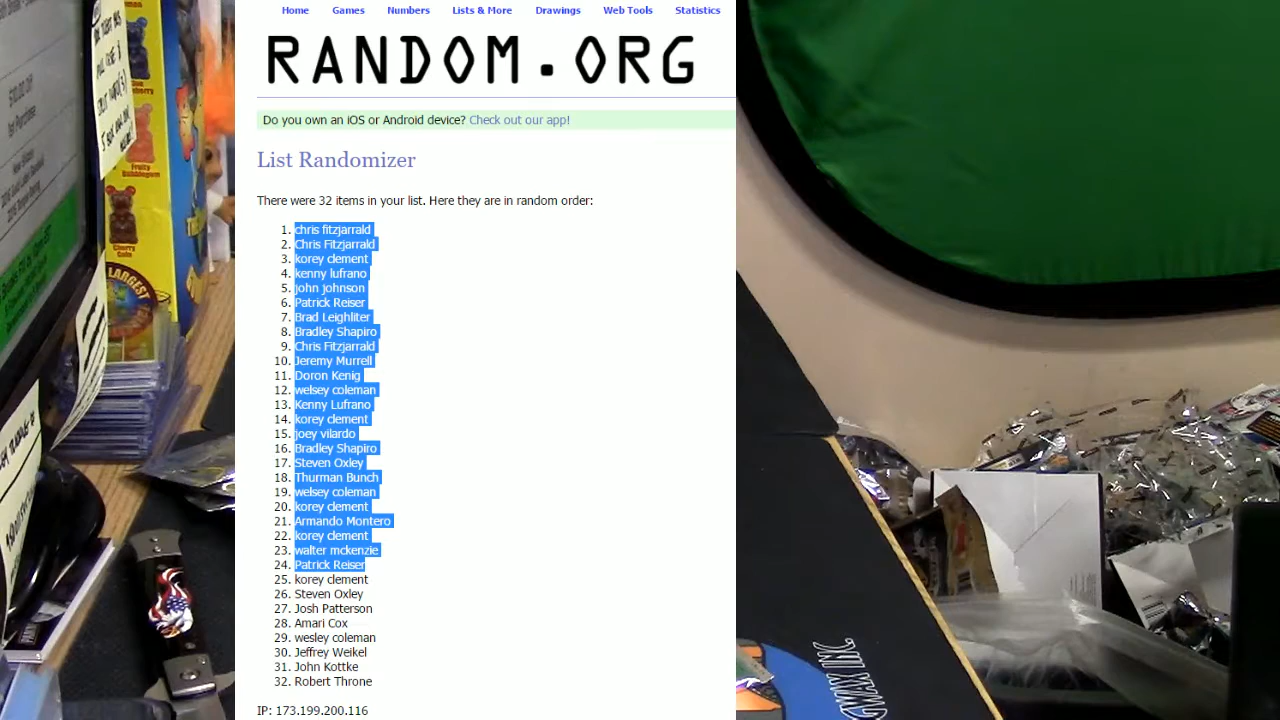 Home Games Numbers Lists & More Drawings Web Tools Statistics
RANDOM.ORG
Do you own an iOS or Android device? Check out our app!
List Randomizer
There were 32 items in your list. Here they are in random order:
1. chris fitzjarrald
2. Chris Fitzjarrald
3. korey clement
4. kenny lufrano
5. john johnson
6. Patrick Reiser
7. Brad Leighliter
8. Bradley Shapiro
9. Chris Fitzjarrald
10. Jeremy Murrell
11. Doron Kenig
12. welsey coleman
13. Kenny Lufrano
14. korey clement
15. joey vilardo
16. Bradley Shapiro
17. Steven Oxley
18. Thurman Bunch
19. welsey coleman
20. korey clement
21. Armando Montero
22. korey clement
23. walter mckenzie
24. Patrick Reiser
25. korey clement
26. Steven Oxley
27. Josh Patterson
28. Amari Cox
29. wesley coleman
30. Jeffrey Weikel
31. John Kottke
32. Robert Throne
IP: 173.199.200.116
Fruity
Bubblegum
Cherry
Cola
LARGEST
GWAX INC.